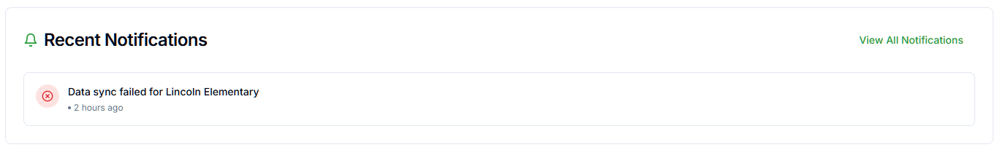 Recent Notifications
View All Notifications
Data sync failed for Lincoln Elementary
• 2 hours ago